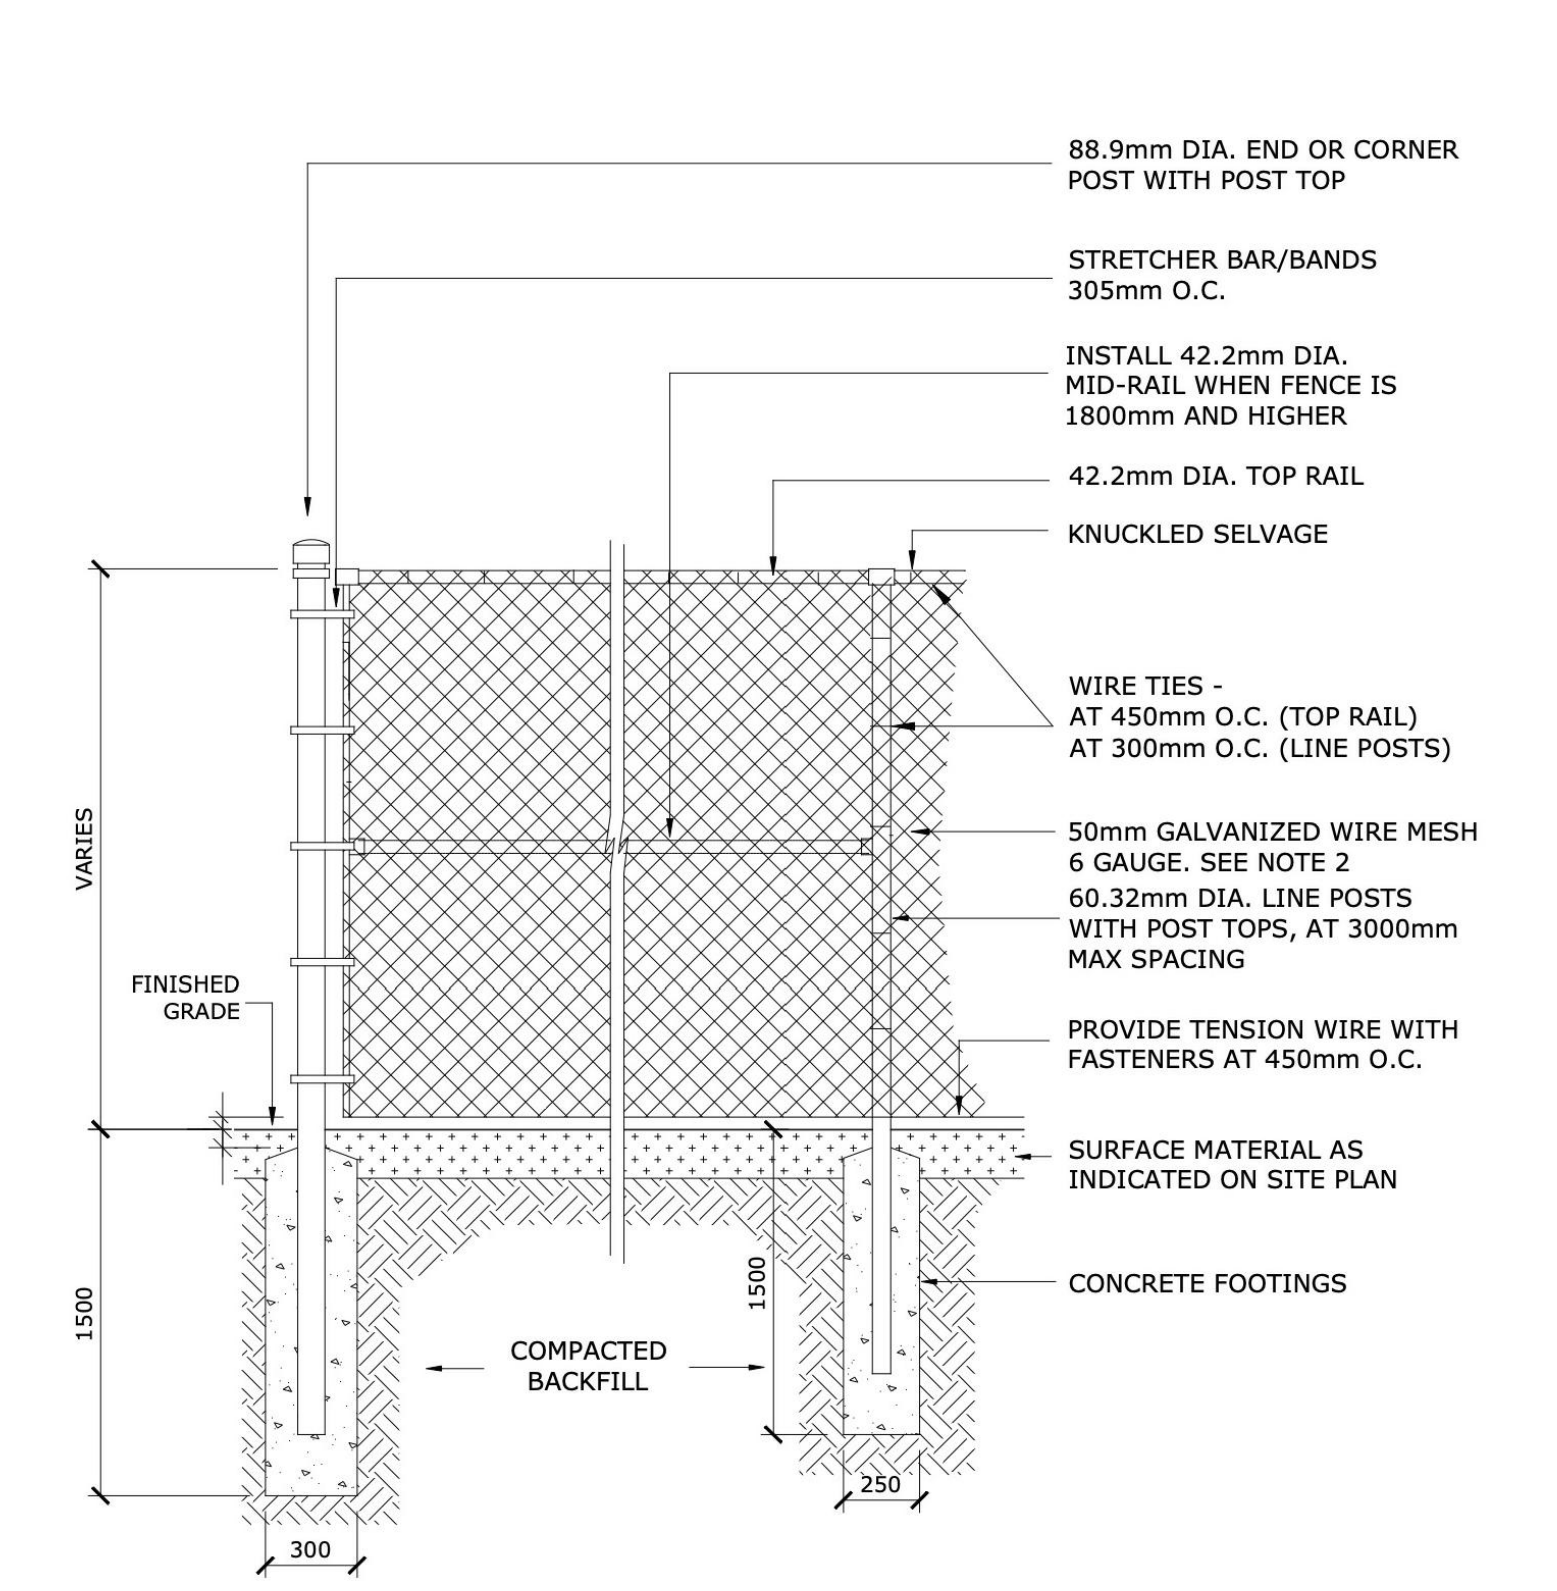 88.9mm DIA. END OR CORNER
POST WITH POST TOP
STRETCHER BAR/BANDS
305mm O.C.
INSTALL 42.2mm DIA.
MID-RAIL WHEN FENCE IS
1800mm AND HIGHER
42.2mm DIA. TOP RAIL
KNUCKLED SELVAGE
WIRE TIES -
AT 450mm O.C. (TOP RAIL)
AT 300mm O.C. (LINE POSTS)
50mm GALVANIZED WIRE MESH
6 GAUGE. SEE NOTE 2
60.32mm DIA. LINE POSTS
WITH POST TOPS, AT 3000mm
MAX SPACING
PROVIDE TENSION WIRE WITH
FASTENERS AT 450mm O.C.
SURFACE MATERIAL AS
INDICATED ON SITE PLAN
CONCRETE FOOTINGS
VARIES
FINISHED
GRADE
1500
1500
COMPACTED
BACKFILL
250
300